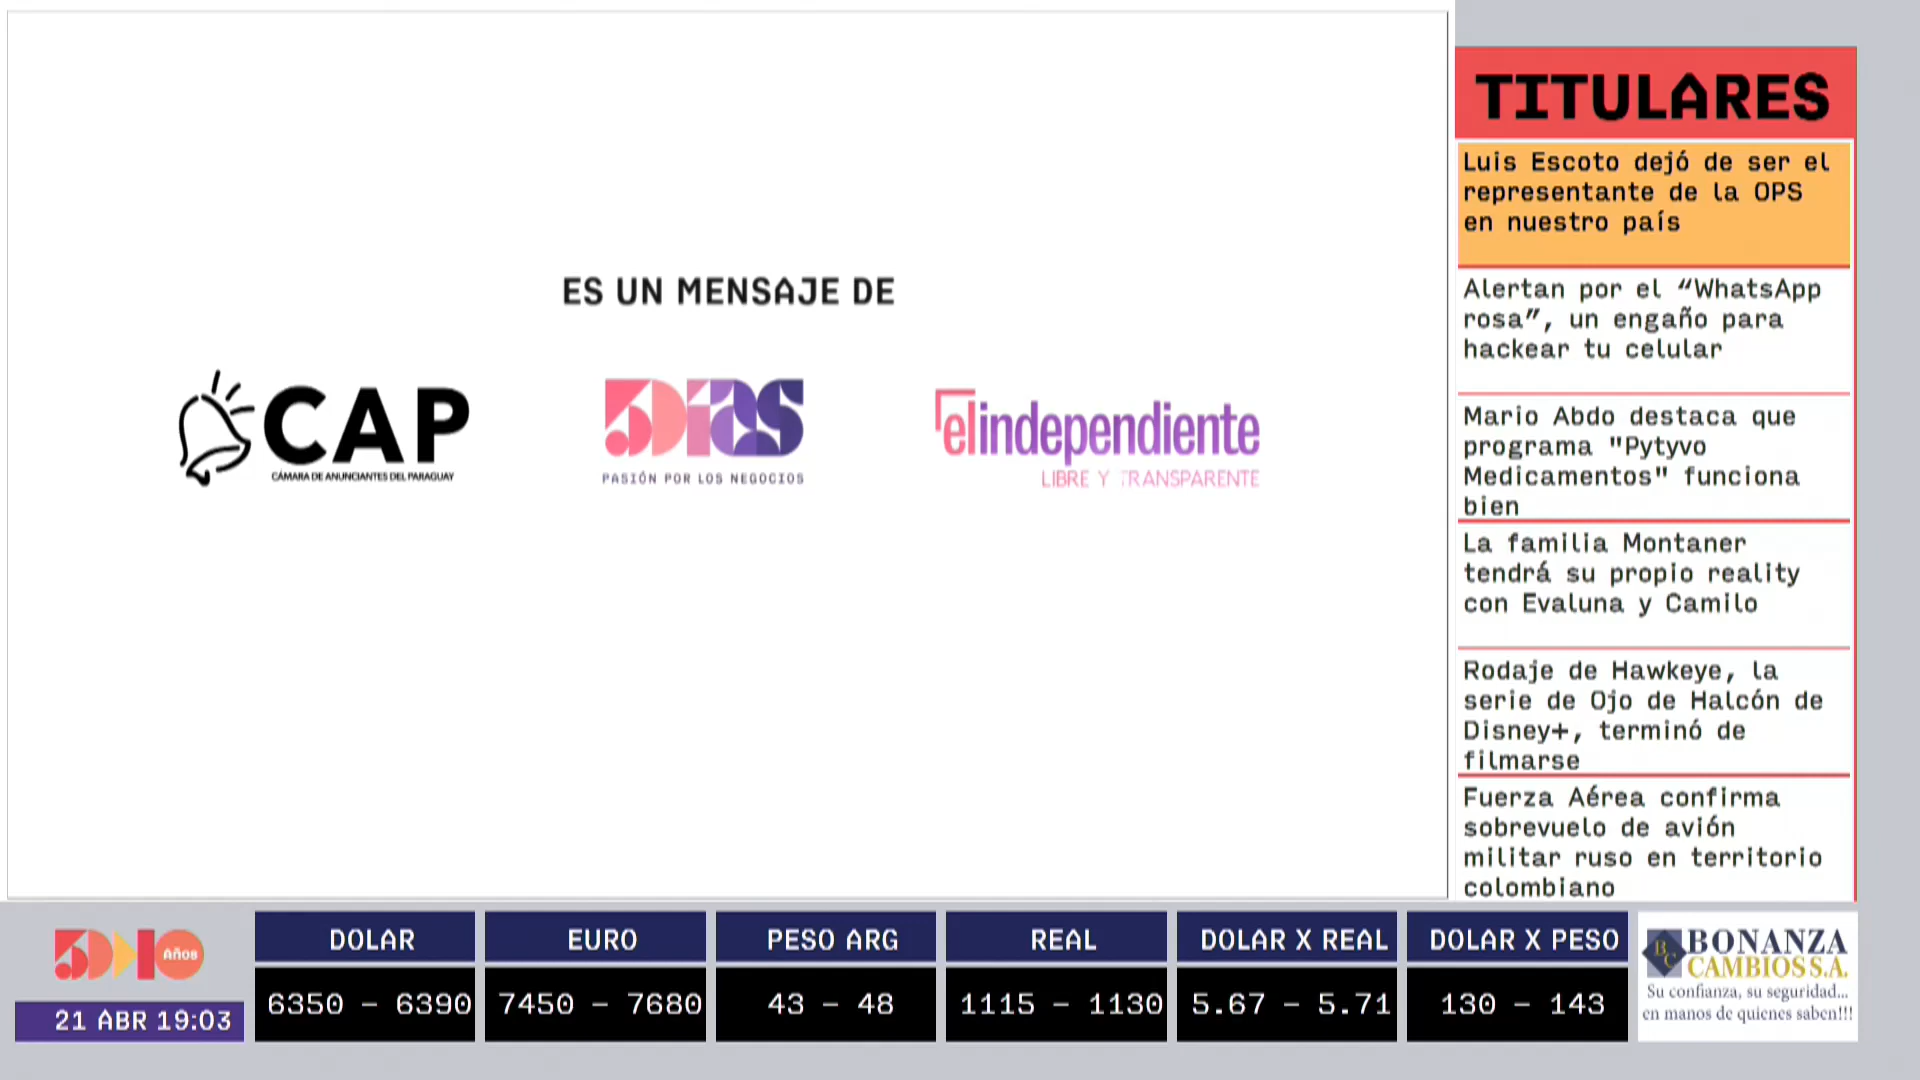 ES UN MENSAJE DE
CAP
CÁMARA DE ANUNCIANTES DEL PARAGUAY
5Días
PASIÓN POR LOS NEGOCIOS
elindependiente
LIBRE Y TRANSPARENTE
TITULARES
Luis Escoto dejó de ser el
representante de la OPS
en nuestro país
Alertan por el “WhatsApp
rosa”, un engaño para
hackear tu celular
Mario Abdo destaca que
programa "Pytyvo
Medicamentos" funciona
bien
La familia Montaner
tendrá su propio reality
con Evaluna y Camilo
Rodaje de Hawkeye, la
serie de Ojo de Halcón de
Disney+, terminó de
filmarse
Fuerza Aérea confirma
sobrevuelo de avión
militar ruso en territorio
colombiano
5D 10 Años
21 ABR 19:03
DOLAR
6350 - 6390
EURO
7450 - 7680
PESO ARG
43 - 48
REAL
1115 - 1130
DOLAR X REAL
5.67 - 5.71
DOLAR X PESO
130 - 143
BC
BONANZA
CAMBIOS S.A.
Su confianza, su seguridad...
en manos de quienes saben!!!